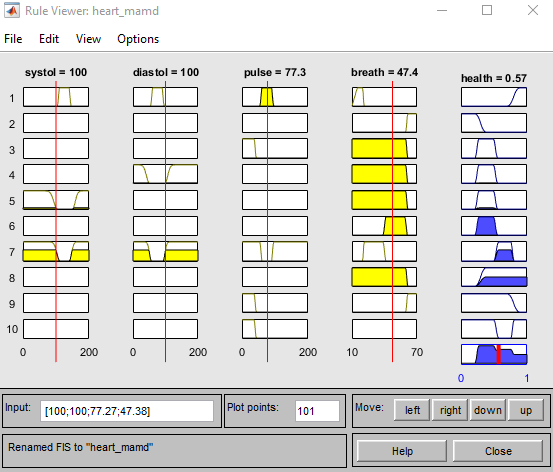 Rule Viewer: heart_mamd
File Edit View Options
systol = 100 diastol = 100 pulse = 77.3 breath = 47.4 health = 0.57
1
2
3
4
5
6
7
8
9
10
0 200 0 200 0 200 10 70
0 1
Input: [100;100;77.27;47.38] Plot points: 101 Move: left right down up
Renamed FIS to "heart_mamd" Help Close